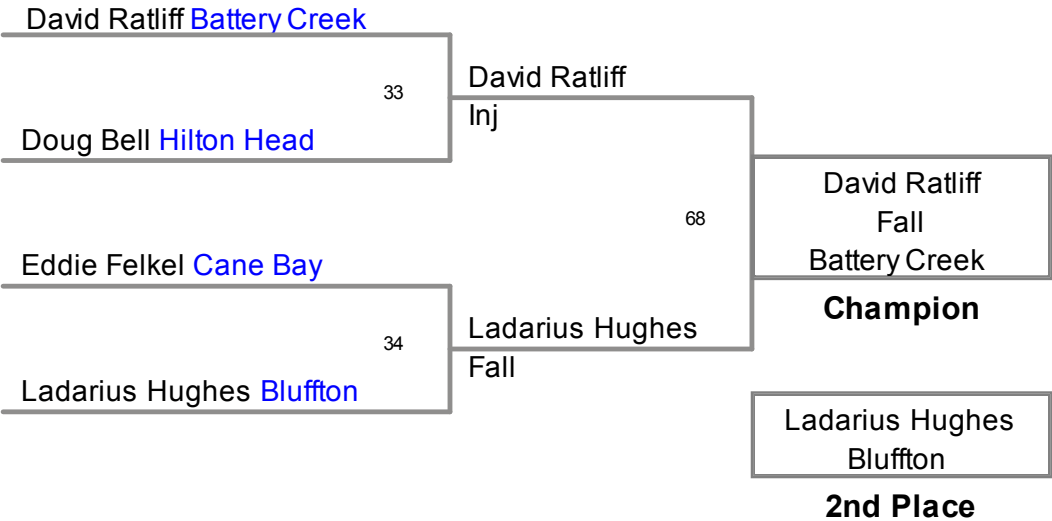 David Ratliff Battery Creek
33
David Ratliff
Inj
Doug Bell Hilton Head
68
David Ratliff
Fall
Battery Creek
Champion
Eddie Felkel Cane Bay
34
Ladarius Hughes
Fall
Ladarius Hughes Bluffton
Ladarius Hughes
Bluffton
2nd Place